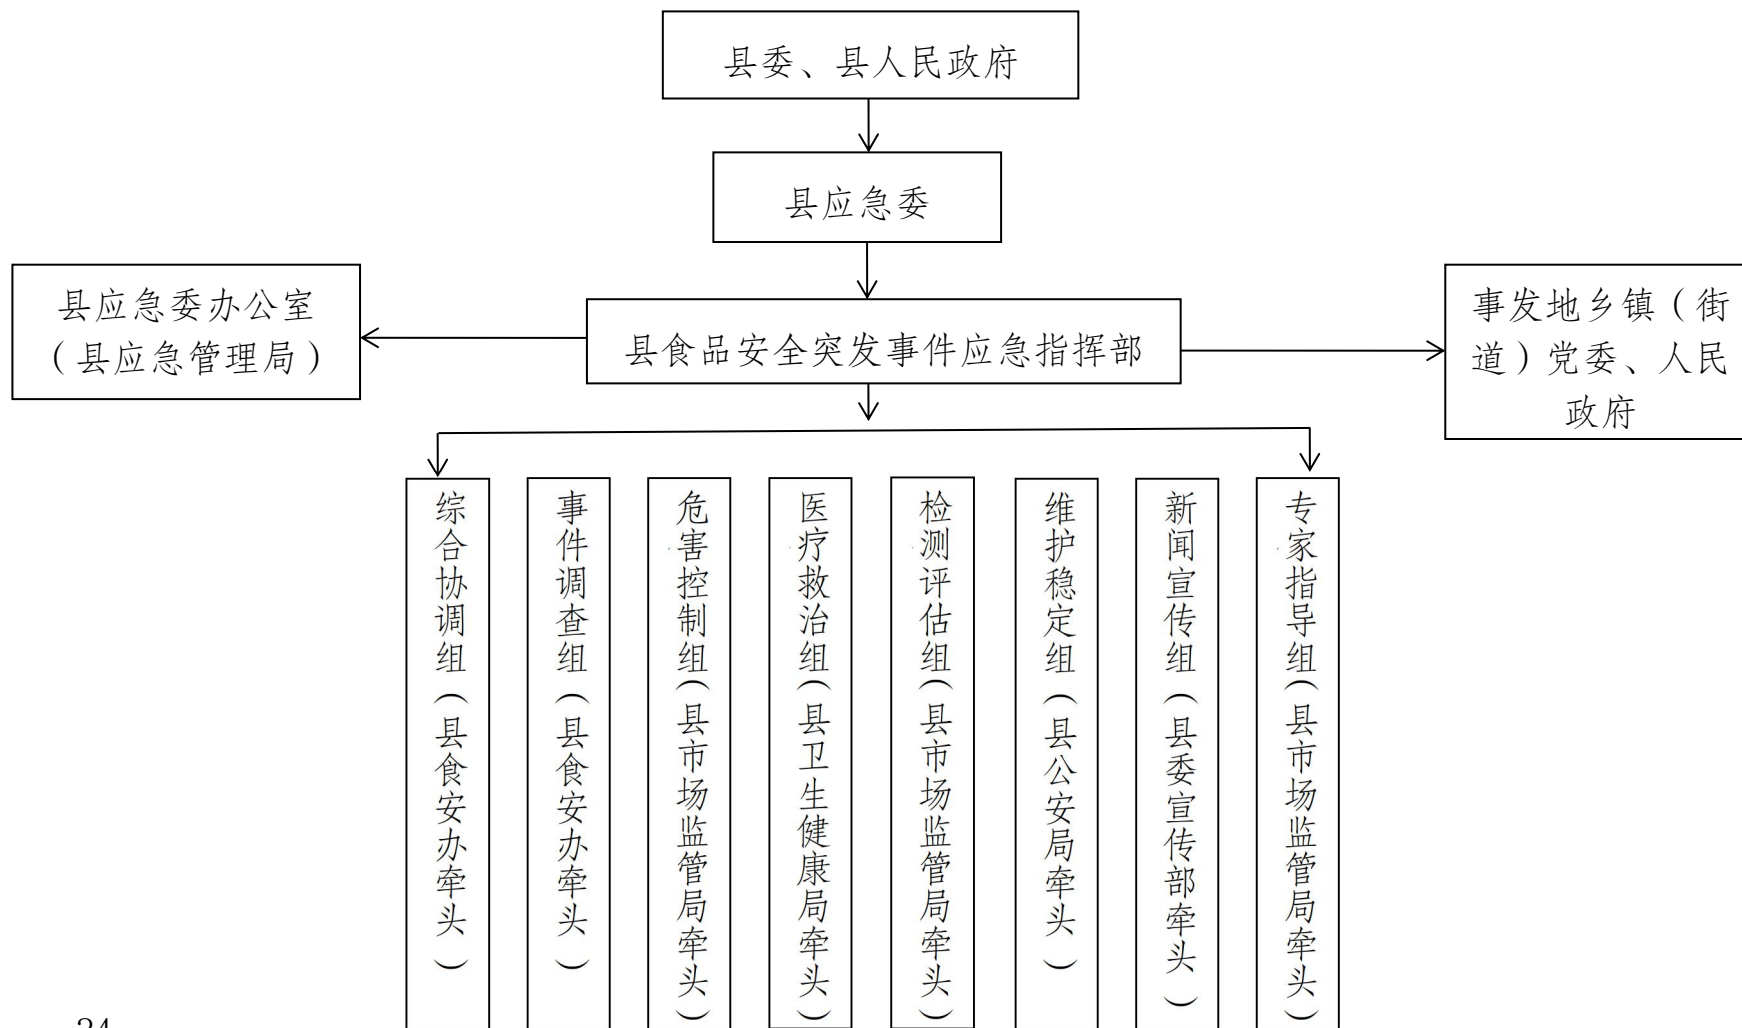 县委、县人民政府
县应急委
县应急委办公室
（县应急管理局）
县食品安全突发事件应急指挥部
事发地乡镇（街
道）党委、人民
政府
综合协调组（县食安办牵头）
事件调查组（县食安办牵头）
危害控制组（县市场监管局牵头）
医疗救治组（县卫生健康局牵头）
检测评估组（县市场监管局牵头）
维护稳定组（县公安局牵头）
新闻宣传组（县委宣传部牵头）
专家指导组（县市场监管局牵头）